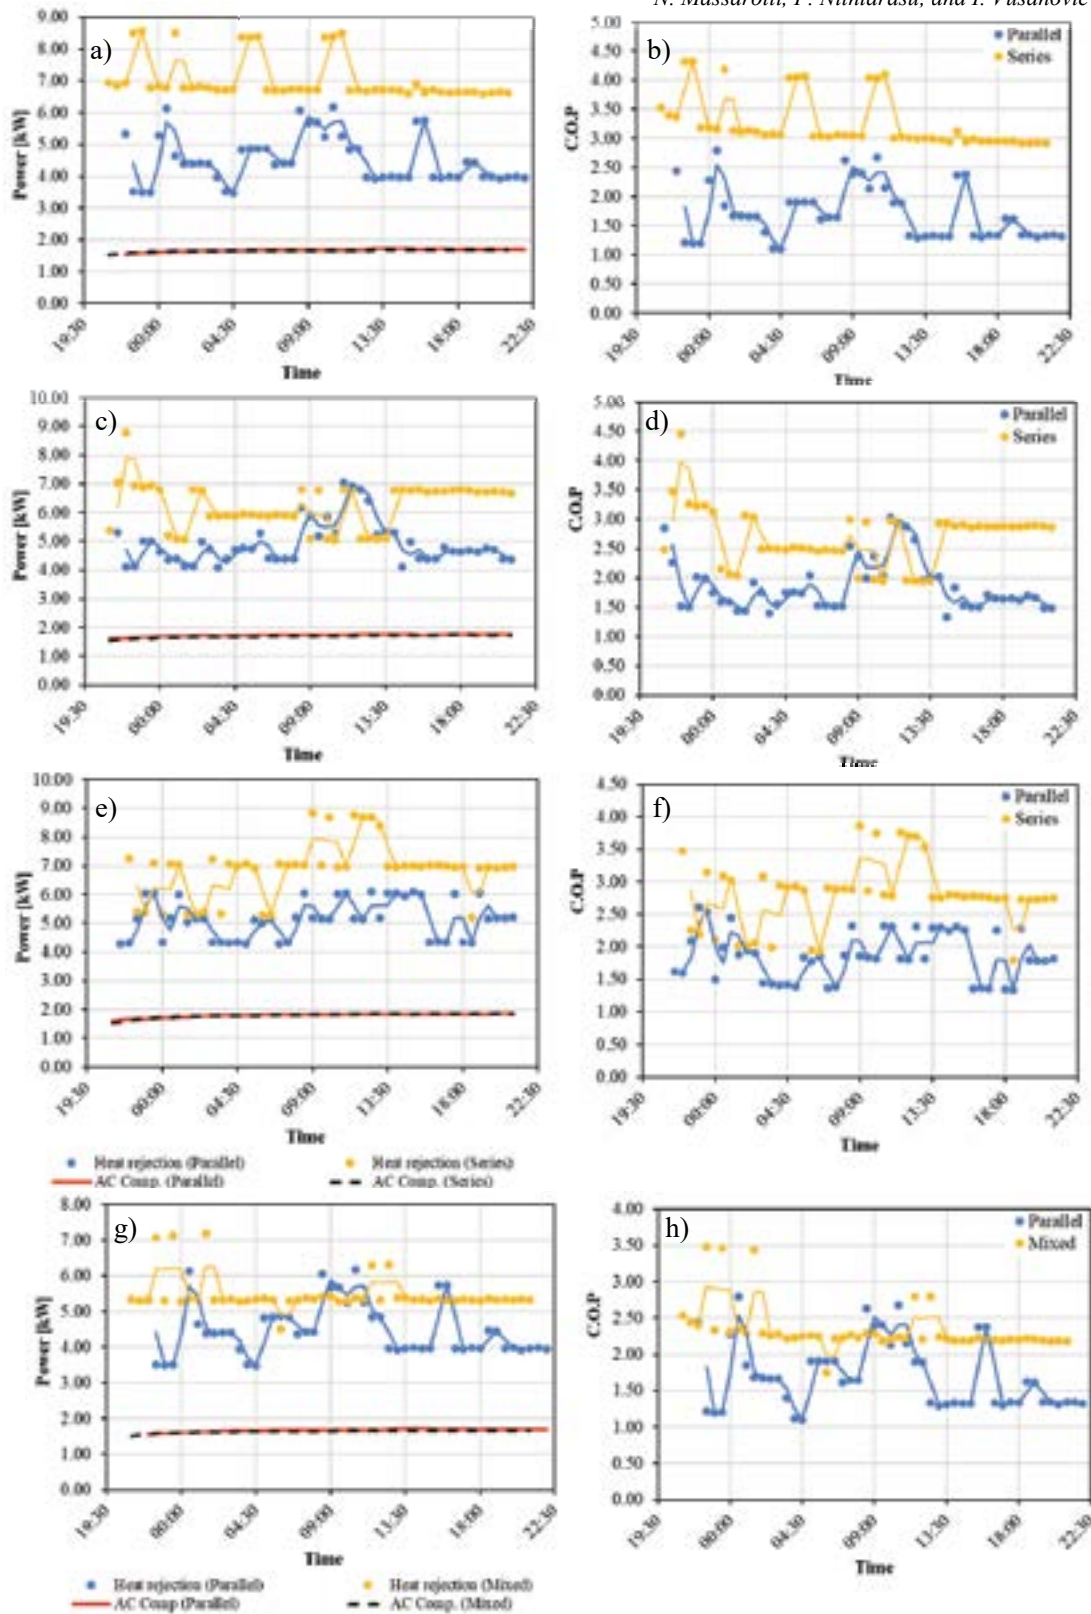 N. Massarotti, P. Nithiarasu, and I. Vusanović
a)
9.00
8.00
7.00
6.00
5.00
4.00
3.00
2.00
1.00
0.00
Power [kW]
19:30 00:00 04:30 09:00 13:30 18:00 22:30
Time
b)
Parallel
Series
5.00
4.50
4.00
3.50
3.00
2.50
2.00
1.50
1.00
0.50
0.00
C.O.P
19:30 00:00 04:30 09:00 13:30 18:00 22:30
Time
c)
10.00
9.00
8.00
7.00
6.00
5.00
4.00
3.00
2.00
1.00
0.00
Power [kW]
19:30 00:00 04:30 09:00 13:30 18:00 22:30
Time
d)
Parallel
Series
5.00
4.50
4.00
3.50
3.00
2.50
2.00
1.50
1.00
0.50
0.00
C.O.P
19:30 00:00 04:30 09:00 13:30 18:00 22:30
Time
e)
10.00
9.00
8.00
7.00
6.00
5.00
4.00
3.00
2.00
1.00
0.00
Power [kW]
19:30 00:00 04:30 09:00 13:30 18:00 22:30
Time
Heat rejection (Parallel) Heat rejection (Series)
AC Comp. (Parallel) AC Comp. (Series)
f)
Parallel
Series
4.50
4.00
3.50
3.00
2.50
2.00
1.50
1.00
0.50
0.00
C.O.P
19:30 00:00 04:30 09:00 13:30 18:00 22:30
Time
g)
8.00
7.00
6.00
5.00
4.00
3.00
2.00
1.00
0.00
Power [kW]
19:30 00:00 04:30 09:00 13:30 18:00 22:30
Time
Heat rejection (Parallel) Heat rejection (Mixed)
AC Comp (Parallel) AC Comp. (Mixed)
h)
Parallel
Mixed
4.00
3.50
3.00
2.50
2.00
1.50
1.00
0.50
0.00
C.O.P
19:30 00:00 04:30 09:00 13:30 18:00 22:30
Time